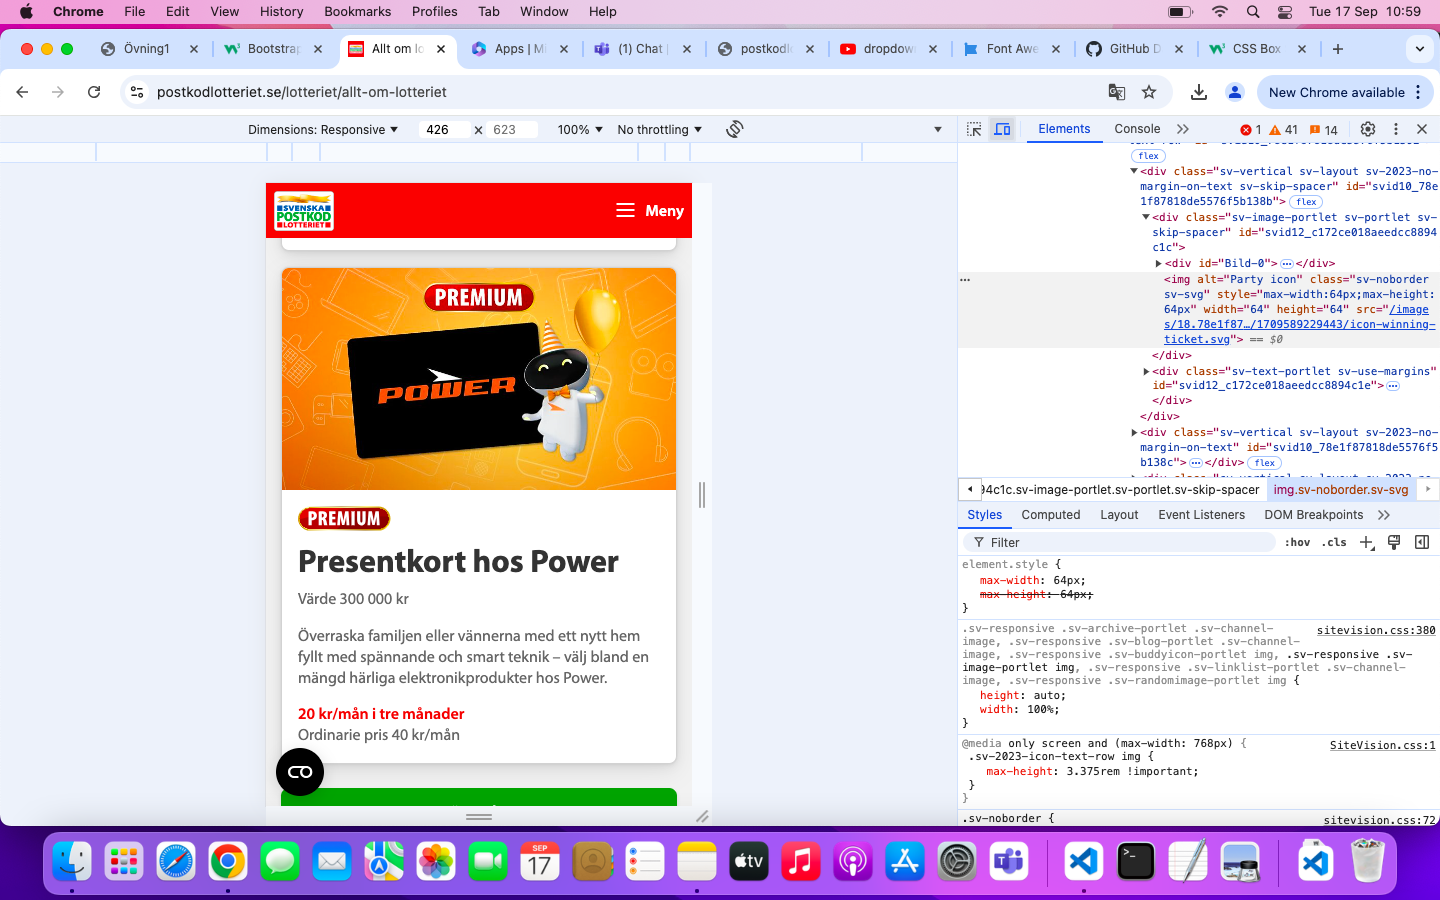 Chrome File Edit View History Bookmarks Profiles Tab Window Help Tue 17 Sep 10:59
Övning1 Bootstrap Allt om lo Apps | Mi (1) Chat | postkodlo dropdow Font Awe GitHub D CSS Box
postkodlotteriet.se/lotteriet/allt-om-lotteriet New Chrome available
Dimensions: Responsive 426 x 623 100% No throttling
Elements Console 1 41 14
SVENSKA POSTKOD LOTTERIET
Meny
PREMIUM
POWER
PREMIUM
Presentkort hos Power
Värde 300 000 kr
Överraska familjen eller vännerna med ett nytt hem
fyllt med spännande och smart teknik – välj bland en
mängd härliga elektronikprodukter hos Power.
20 kr/mån i tre månader
Ordinarie pris 40 kr/mån
flex
<div class="sv-vertical sv-layout sv-2023-no-
margin-on-text sv-skip-spacer" id="svid10_78e
1f87818de5576f5b138b"> flex
<div class="sv-image-portlet sv-portlet sv-
skip-spacer" id="svid12_c172ce018aeedcc8894
c1c">
<div id="Bild-0"> … </div>
… <img alt="Party icon" class="sv-noborder
sv-svg" style="max-width:64px;max-height:
64px" width="64" height="64" src="/image
s/18.78e1f87…/1709589229443/icon-winning-
ticket.svg"> == $0
</div>
<div class="sv-text-portlet sv-use-margins"
id="svid12_c172ce018aeedcc8894c1e"> …
</div>
</div>
<div class="sv-vertical sv-layout sv-2023-no-
margin-on-text" id="svid10_78e1f87818de5576f5
b138c"> … </div> flex
94c1c.sv-image-portlet.sv-portlet.sv-skip-spacer img.sv-noborder.sv-svg
Styles Computed Layout Event Listeners DOM Breakpoints
Filter :hov .cls
element.style {
max-width: 64px;
max-height: 64px;
}
.sv-responsive .sv-archive-portlet .sv-channel- sitevision.css:380
image, .sv-responsive .sv-blog-portlet .sv-channel-
image, .sv-responsive .sv-buddyicon-portlet img, .sv-responsive .sv-
image-portlet img, .sv-responsive .sv-linklist-portlet .sv-channel-
image, .sv-responsive .sv-randomimage-portlet img {
height: auto;
width: 100%;
}
@media only screen and (max-width: 768px) { SiteVision.css:1
.sv-2023-icon-text-row img {
max-height: 3.375rem !important;
}
}
.sv-noborder { sitevision.css:72
SEP
17
tv